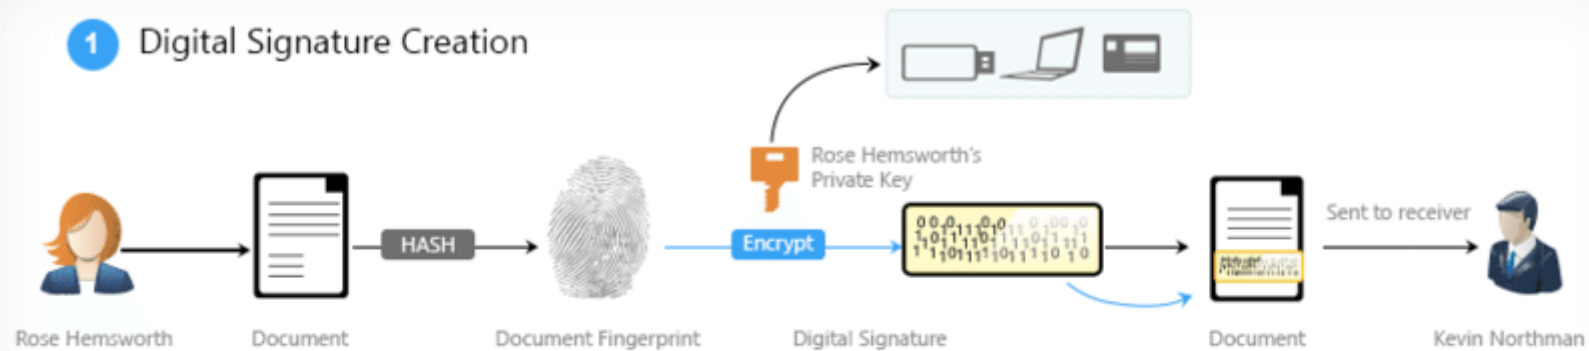 1 Digital Signature Creation
Rose Hemsworth's
Private Key
HASH
Encrypt
Sent to receiver
Rose Hemsworth
Document
Document Fingerprint
Digital Signature
Document
Kevin Northman